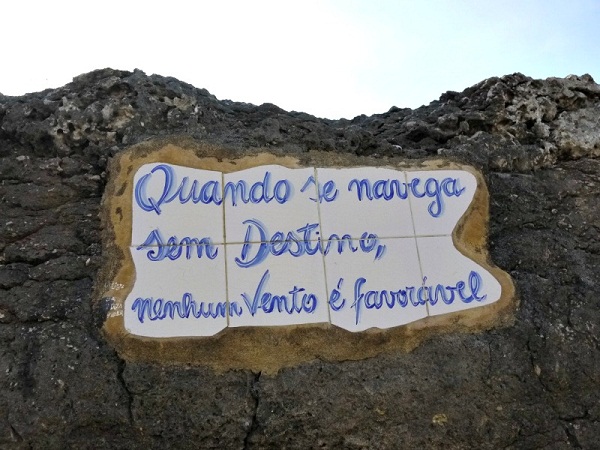 Quando se navega
sem Destino,
nenhum Vento é favorável